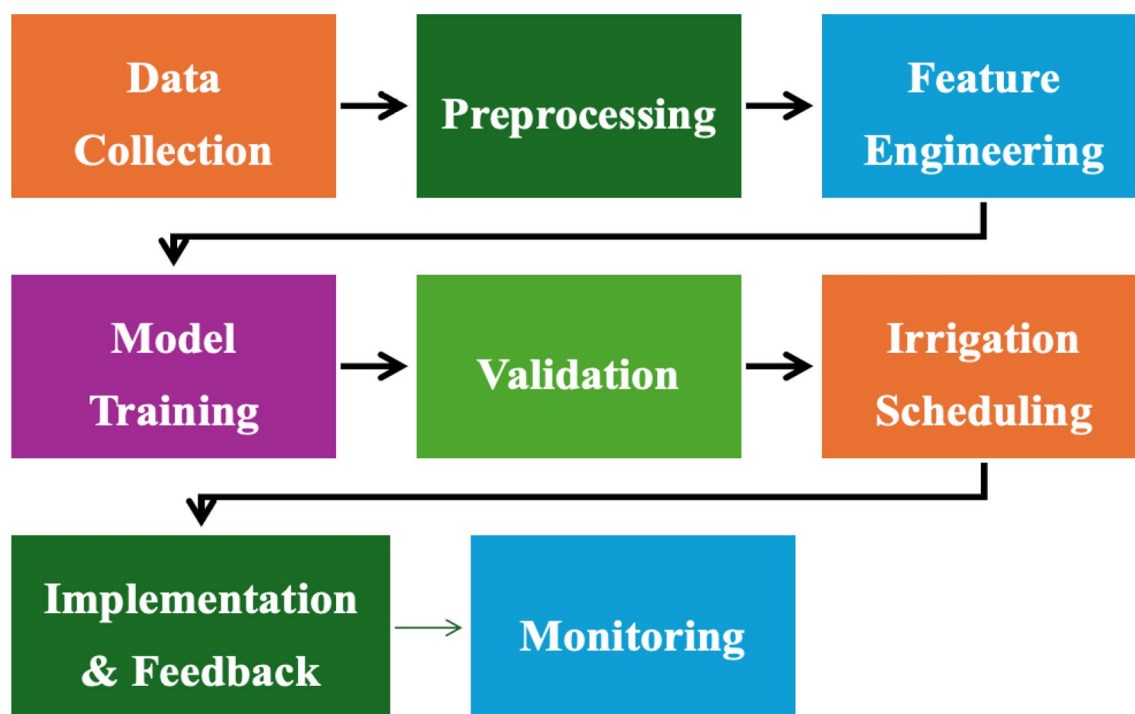 Data
Collection
Preprocessing
Feature
Engineering
Model
Training
Validation
Irrigation
Scheduling
Implementation
& Feedback
Monitoring